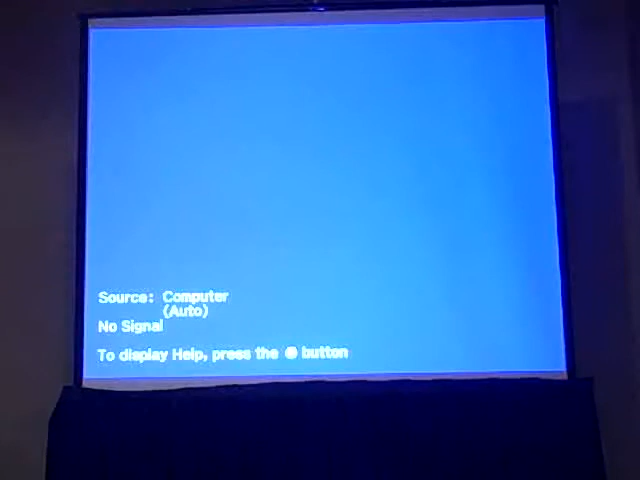 Source: Computer
(Auto)
No Signal
To display Help, press the button